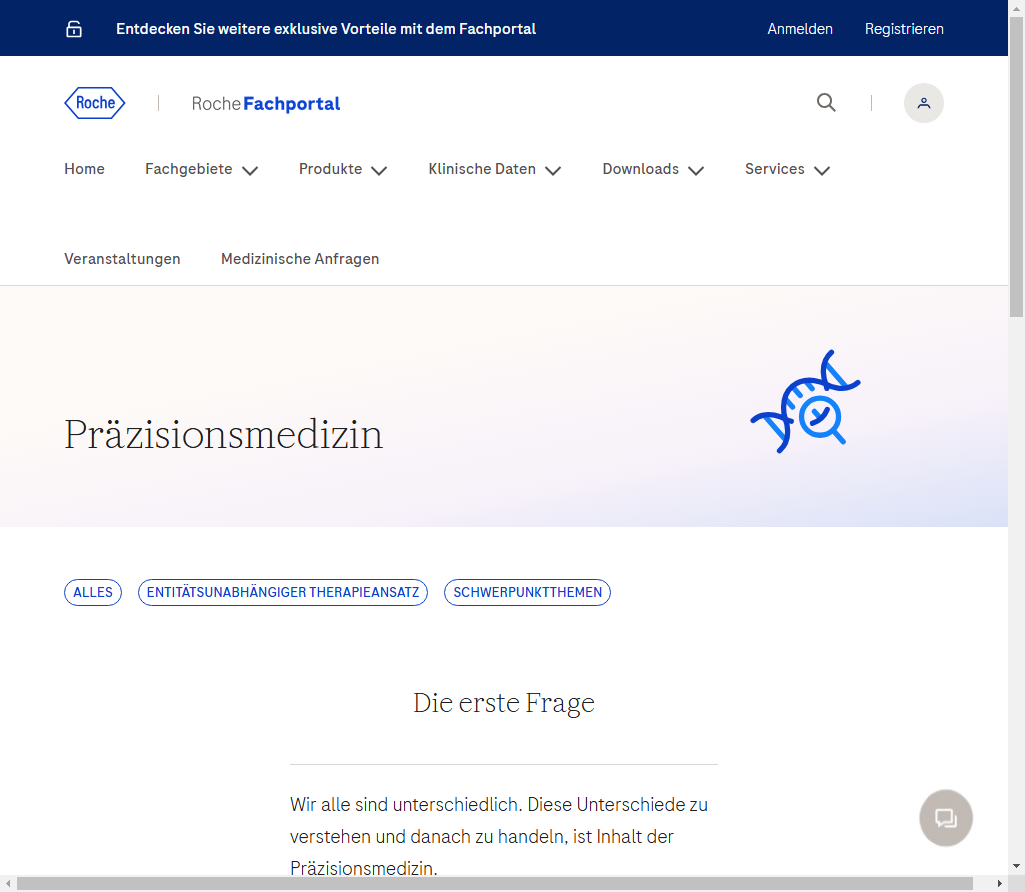 Entdecken Sie weitere exklusive Vorteile mit dem Fachportal
Anmelden
Registrieren
Roche
Roche Fachportal
Home
Fachgebiete
Produkte
Klinische Daten
Downloads
Services
Veranstaltungen
Medizinische Anfragen
Präzisionsmedizin
ALLES
ENTITÄTSUNABHÄNGIGER THERAPIEANSATZ
SCHWERPUNKTTHEMEN
Die erste Frage
Wir alle sind unterschiedlich. Diese Unterschiede zu
verstehen und danach zu handeln, ist Inhalt der
Präzisionsmedizin.